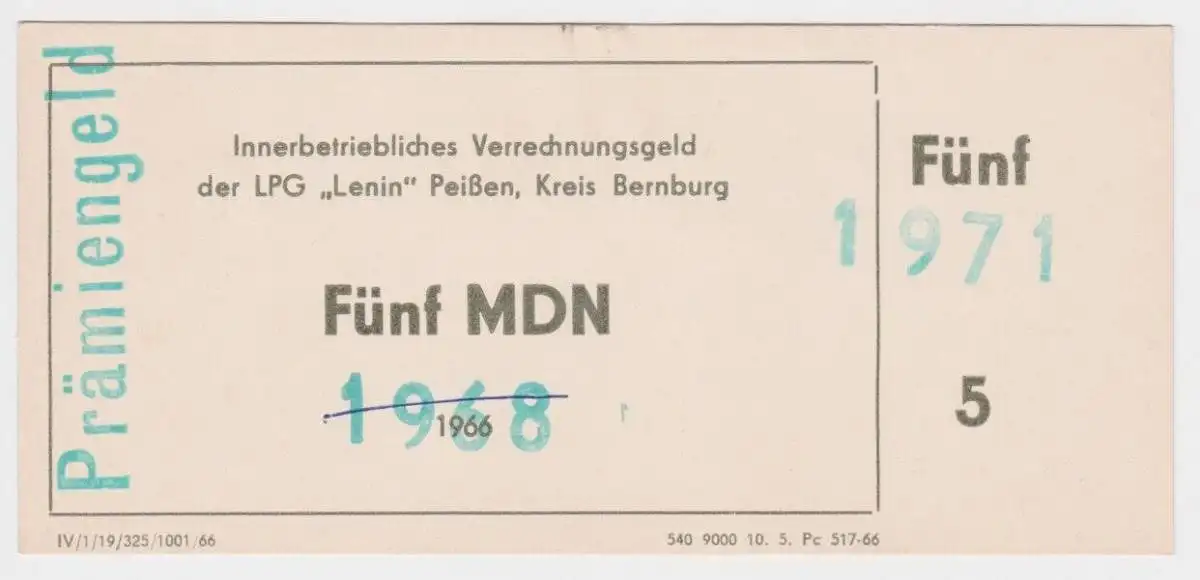 Prämiengeld
Innerbetriebliches Verrechnungsgeld
der LPG „Lenin“ Peißen, Kreis Bernburg
Fünf MDN
1968
1966
Fünf
1971
5
IV/1/19/325/1001/66
540 9000 10. 5. Pc 517-66